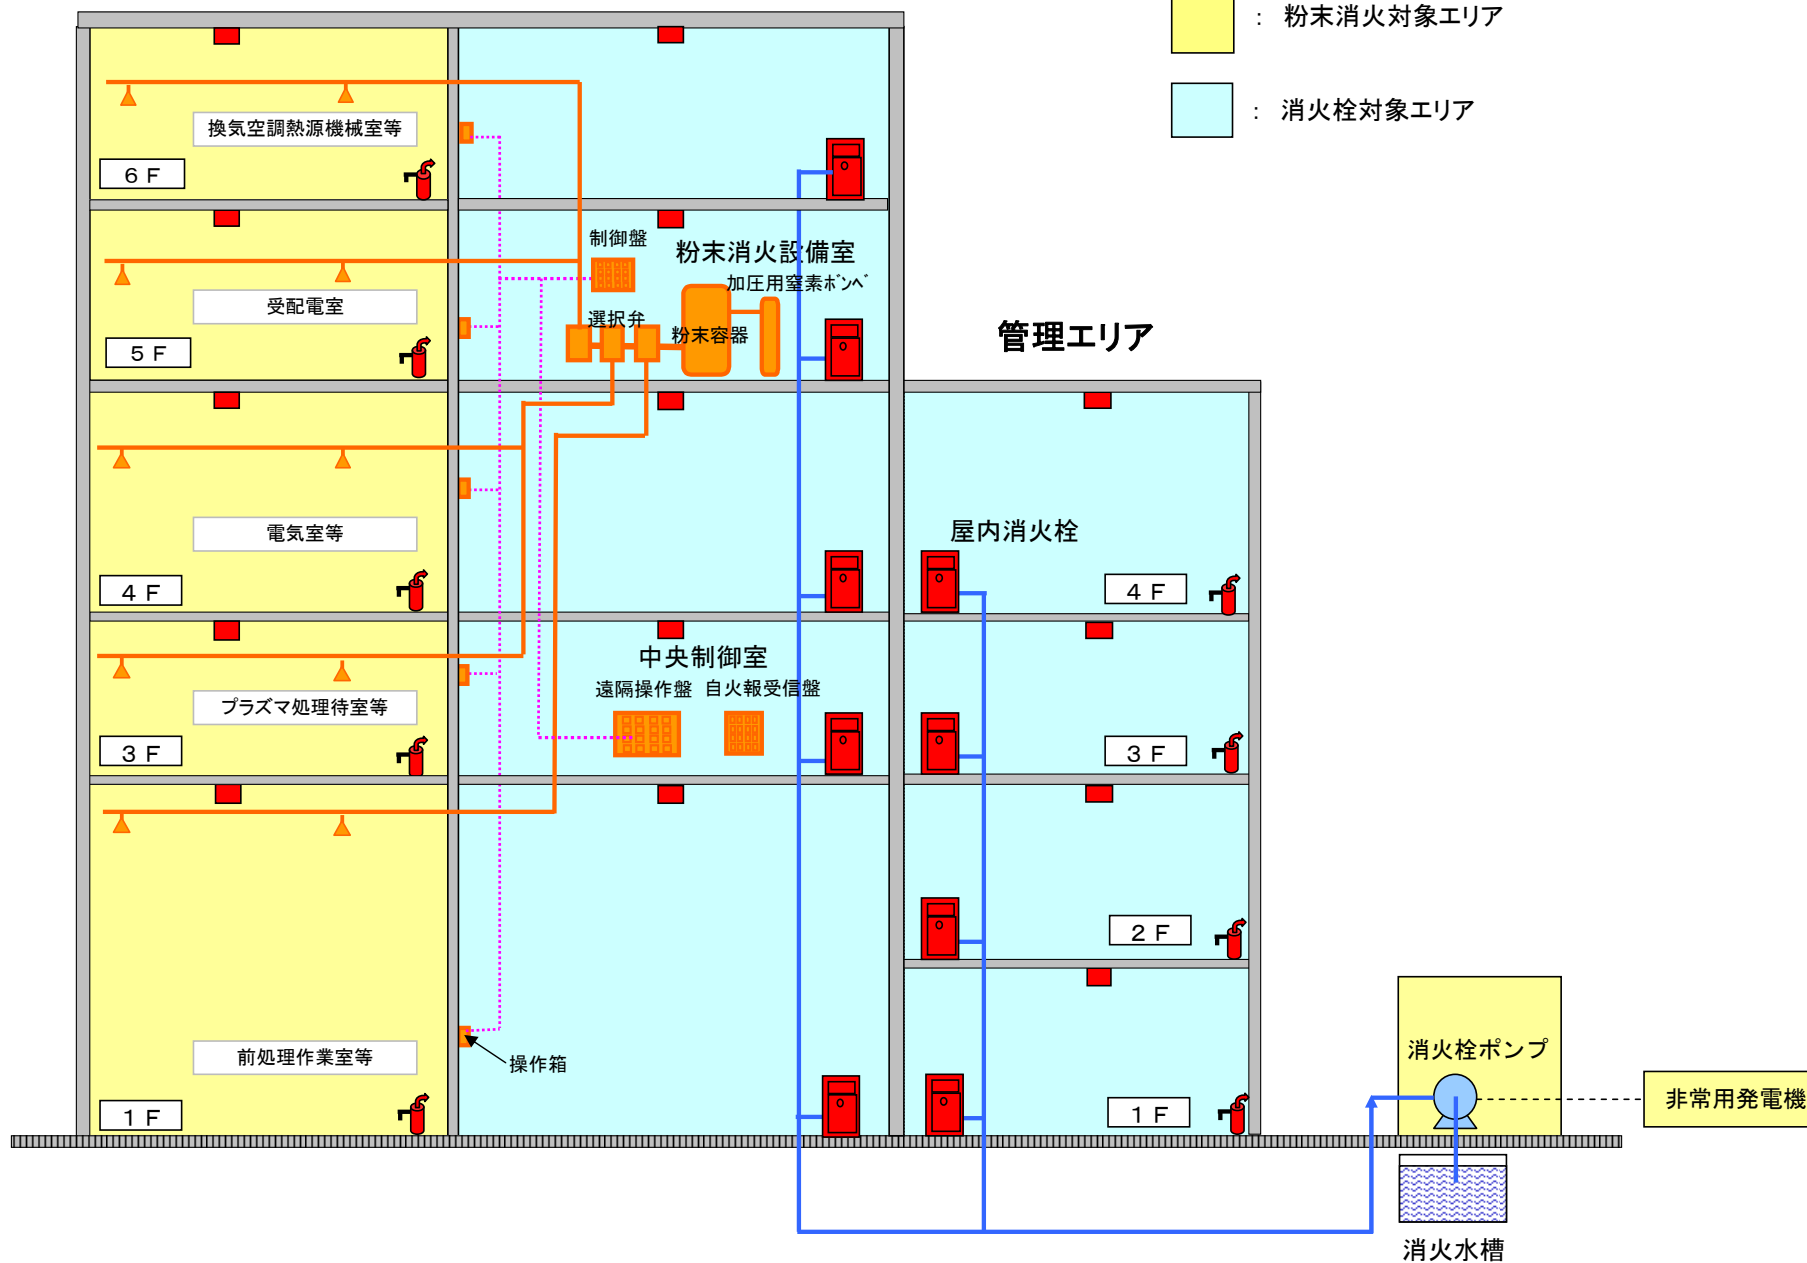 ： 粉末消火対象エリア
： 消火栓対象エリア
換気空調熱源機械室等
６Ｆ
制御盤
粉末消火設備室
加圧用窒素ﾎﾞﾝﾍﾞ
受配電室
選択弁
粉末容器
５Ｆ
管理エリア
電気室等
屋内消火栓
４Ｆ
４Ｆ
中央制御室
遠隔操作盤
自火報受信盤
プラズマ処理待室等
３Ｆ
３Ｆ
２Ｆ
前処理作業室等
操作箱
消火栓ポンプ
非常用発電機
１Ｆ
１Ｆ
消火水槽